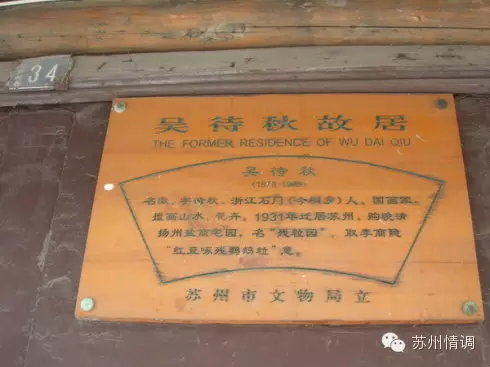 34
吴待秋故居
THE FORMER RESIDENCE OF WU DAI QIU
吴待秋
(1878-1949)
名徵，字待秋，浙江石门（今桐乡）人。国画家，
擅画山水，花卉。1931年迁居苏州，购晚清
扬州盐商宅园，名“残粒园”，取李商隐
“红豆啄残鹦鹉粒”意。
苏州市文物局立
苏州情调